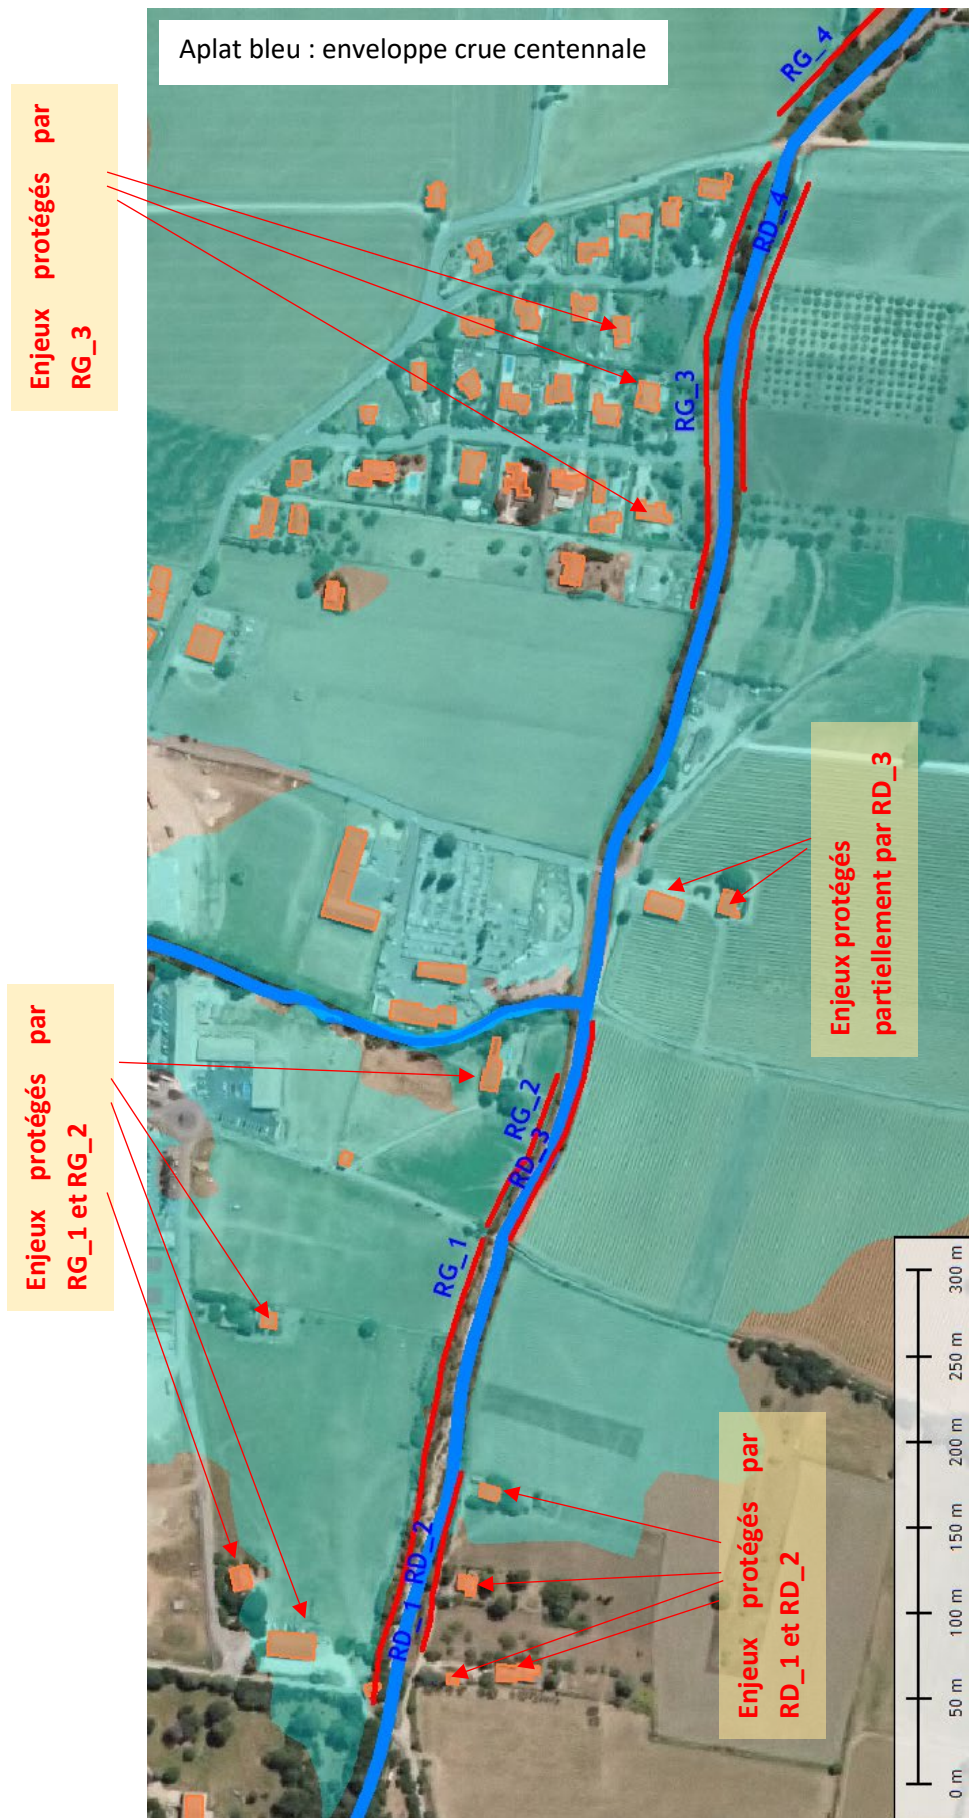 Aplat bleu : enveloppe crue centennale
RG_4
Enjeux protégés par
RG_3
RD_4
RG_3
Enjeux protégés
partiellement par RD_3
Enjeux protégés par
RG_1 et RG_2
RG_2
RD_3
RG_1
RD_2
RD_1
Enjeux protégés par
RD_1 et RD_2
300 m
250 m
200 m
150 m
100 m
50 m
0 m